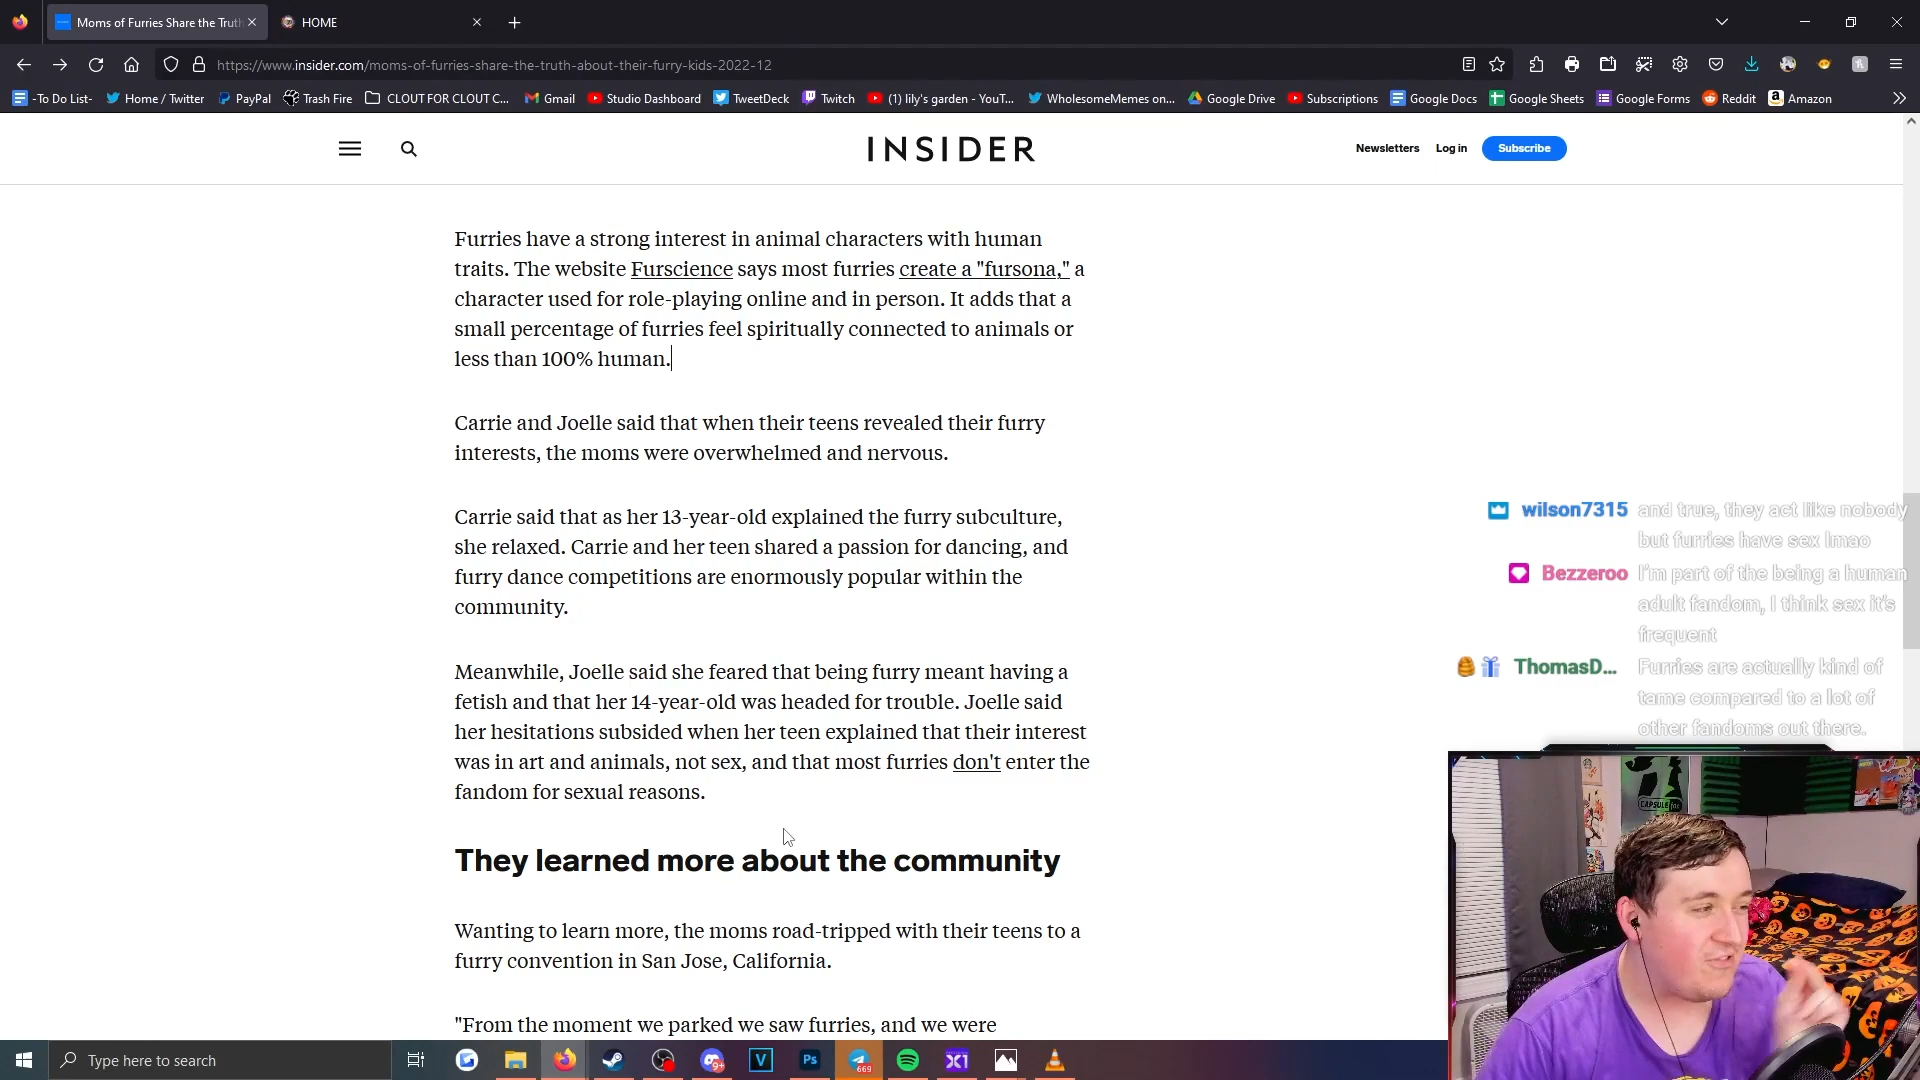 Moms of Furries Share the Truth
HOME
https://www.insider.com/moms-of-furries-share-the-truth-about-their-furry-kids-2022-12
-To Do List-
Home / Twitter
PayPal
Trash Fire
CLOUT FOR CLOUT C...
Gmail
Studio Dashboard
TweetDeck
Twitch
(1) lily's garden - YouT...
WholesomeMemes on...
Google Drive
Subscriptions
Google Docs
Google Sheets
Google Forms
Reddit
Amazon
INSIDER
Newsletters
Log in
Subscribe
Furries have a strong interest in animal characters with human
traits. The website Furscience says most furries create a "fursona," a
character used for role-playing online and in person. It adds that a
small percentage of furries feel spiritually connected to animals or
less than 100% human.
Carrie and Joelle said that when their teens revealed their furry
interests, the moms were overwhelmed and nervous.
Carrie said that as her 13-year-old explained the furry subculture,
she relaxed. Carrie and her teen shared a passion for dancing, and
furry dance competitions are enormously popular within the
community.
Meanwhile, Joelle said she feared that being furry meant having a
fetish and that her 14-year-old was headed for trouble. Joelle said
her hesitations subsided when her teen explained that their interest
was in art and animals, not sex, and that most furries don't enter the
fandom for sexual reasons.
They learned more about the community
Wanting to learn more, the moms road-tripped with their teens to a
furry convention in San Jose, California.
"From the moment we parked we saw furries, and we were
wilson7315 and true, they act like nobody
but furries have sex lmao
Bezzeroo I'm part of the being a human
adult fandom, I think sex it's
frequent
ThomasD... Furries are actually kind of
tame compared to a lot of
other fandoms out there.
CAPSULE
Type here to search
9+
V
Ps
669
X1